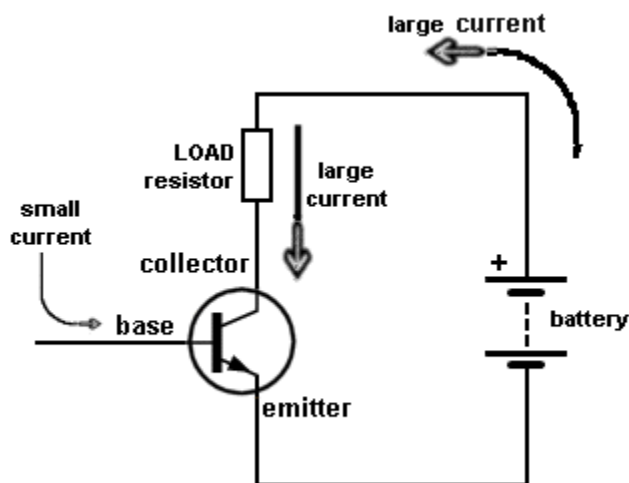 large current
LOAD
resistor
large
current
small
current
collector
+
base
battery
emitter